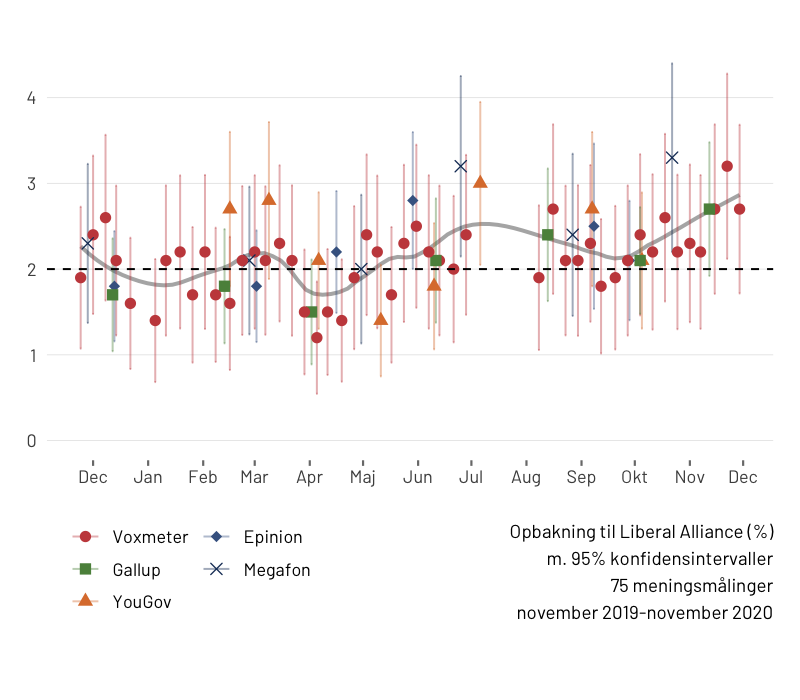 4
3
2
1
0
Dec Jan Feb Mar Apr Maj Jun Jul Aug Sep Okt Nov Dec
Voxmeter Epinion
Gallup Megafon
YouGov
Opbakning til Liberal Alliance (%)
m. 95% konfidensintervaller
75 meningsmålinger
november 2019-november 2020